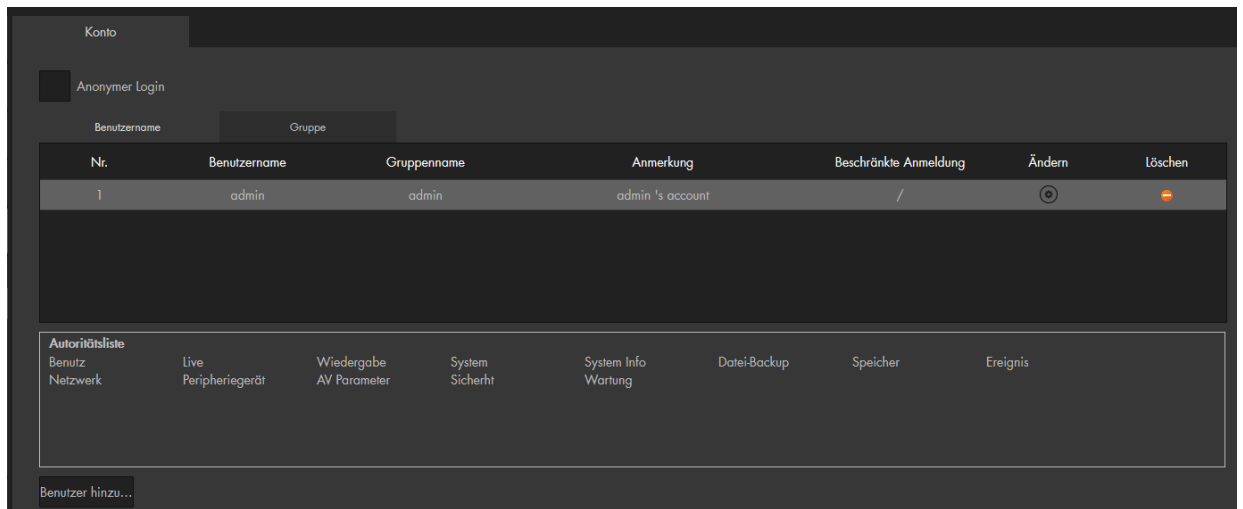 Konto
Anonymer Login
Benutzername Gruppe
Nr. Benutzername Gruppenname Anmerkung Beschränkte Anmeldung Ändern Löschen
1 admin admin admin 's account /
Autoritätsliste
Benutz Live Wiedergabe System System Info Datei-Backup Speicher Ereignis
Netzwerk Peripheriegerät AV Parameter Sicherht Wartung
Benutzer hinzu...